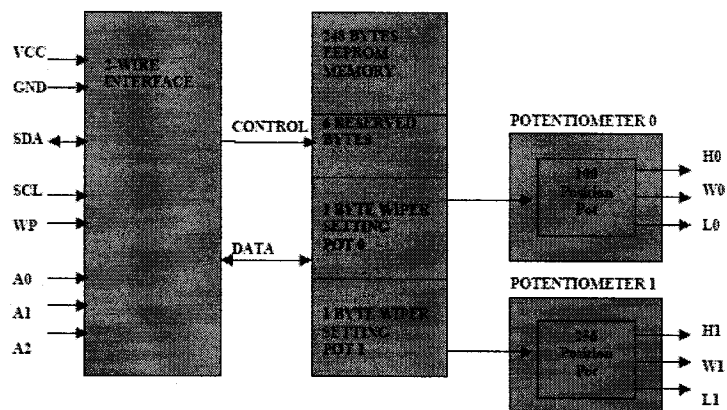 VCC
GND
SDA
SCL
WP
A0
A1
A2
2-WIRE
INTERFACE
CONTROL
DATA
248 BYTES
EEPROM
MEMORY
6 RESERVED
BYTES
1 BYTE WIPER
SETTING
POT 0
1 BYTE WIPER
SETTING
POT 1
POTENTIOMETER 0
100
Position
Pot
H0
W0
L0
POTENTIOMETER 1
256
Position
Pot
H1
W1
L1